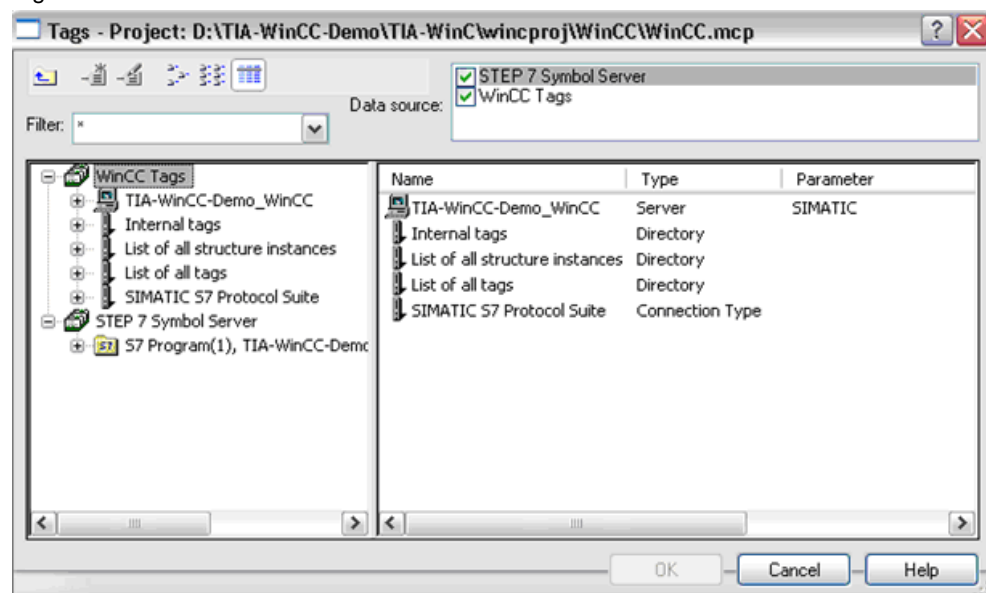 Tags - Project: D:\TIA-WinCC-Demo\TIA-WinC\wincproj\WinCC\WinCC.mcp
STEP 7 Symbol Server
WinCC Tags
Data source:
Filter: *
WinCC Tags
TIA-WinCC-Demo_WinCC
Internal tags
List of all structure instances
List of all tags
SIMATIC S7 Protocol Suite
STEP 7 Symbol Server
S7 Program(1), TIA-WinCC-Demo
Name Type Parameter
TIA-WinCC-Demo_WinCC Server SIMATIC
Internal tags Directory
List of all structure instances Directory
List of all tags Directory
SIMATIC S7 Protocol Suite Connection Type
OK Cancel Help